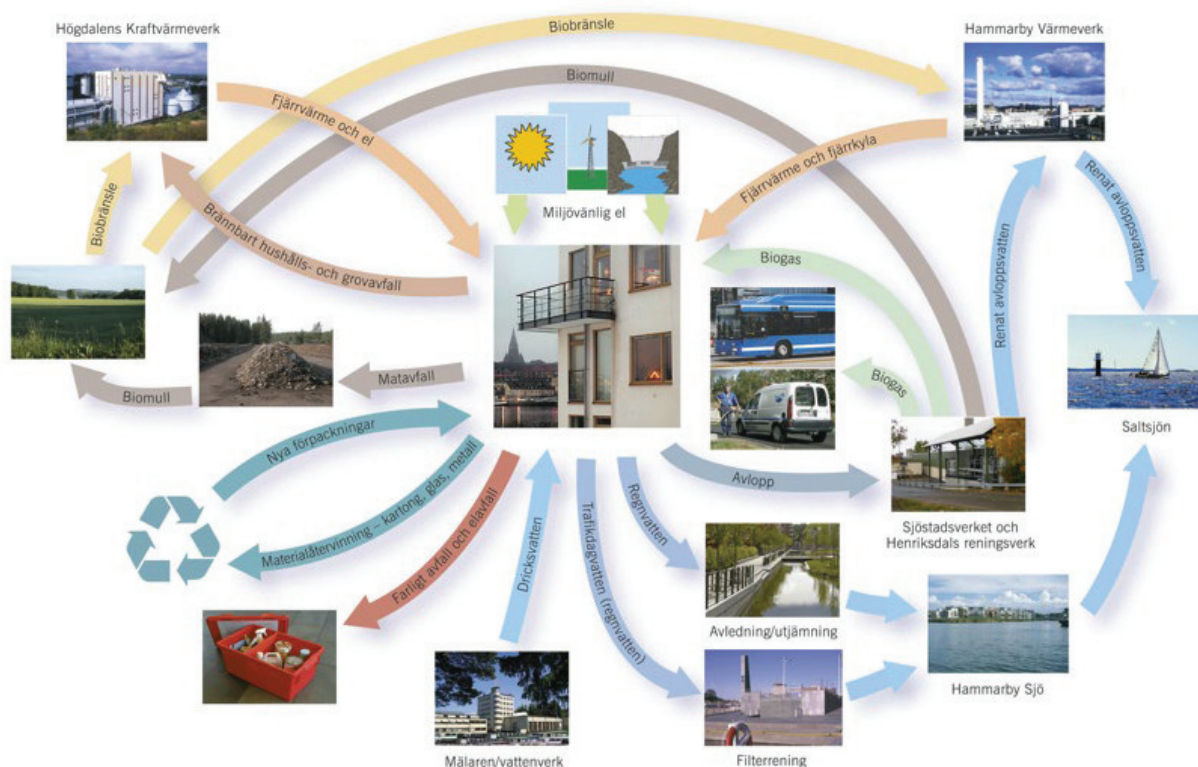 Högdalens Kraftvärmeverk
Biobränsle
Hammarby Värmeverk
Biomull
Fjärrvärme och el
Fjärrvärme och fjärrkyla
Miljövänlig el
Renat avloppsvatten
Biobränsle
Brännbart hushålls- och grovavfall
Biogas
Renat avloppsvatten
Matavfall
Biomull
Biogas
Saltsjön
Nya förpackningar
Materialåtervinning – kartong, glas, metall
Avlopp
Sjöstadsverket och
Henriksdals reningsverk
Farligt avfall och elavfall
Dricksvatten
Trafikdagvatten (regnvatten)
Regnvatten
Avledning/utjämning
Hammarby Sjö
Mälaren/vattenverk
Filterrening